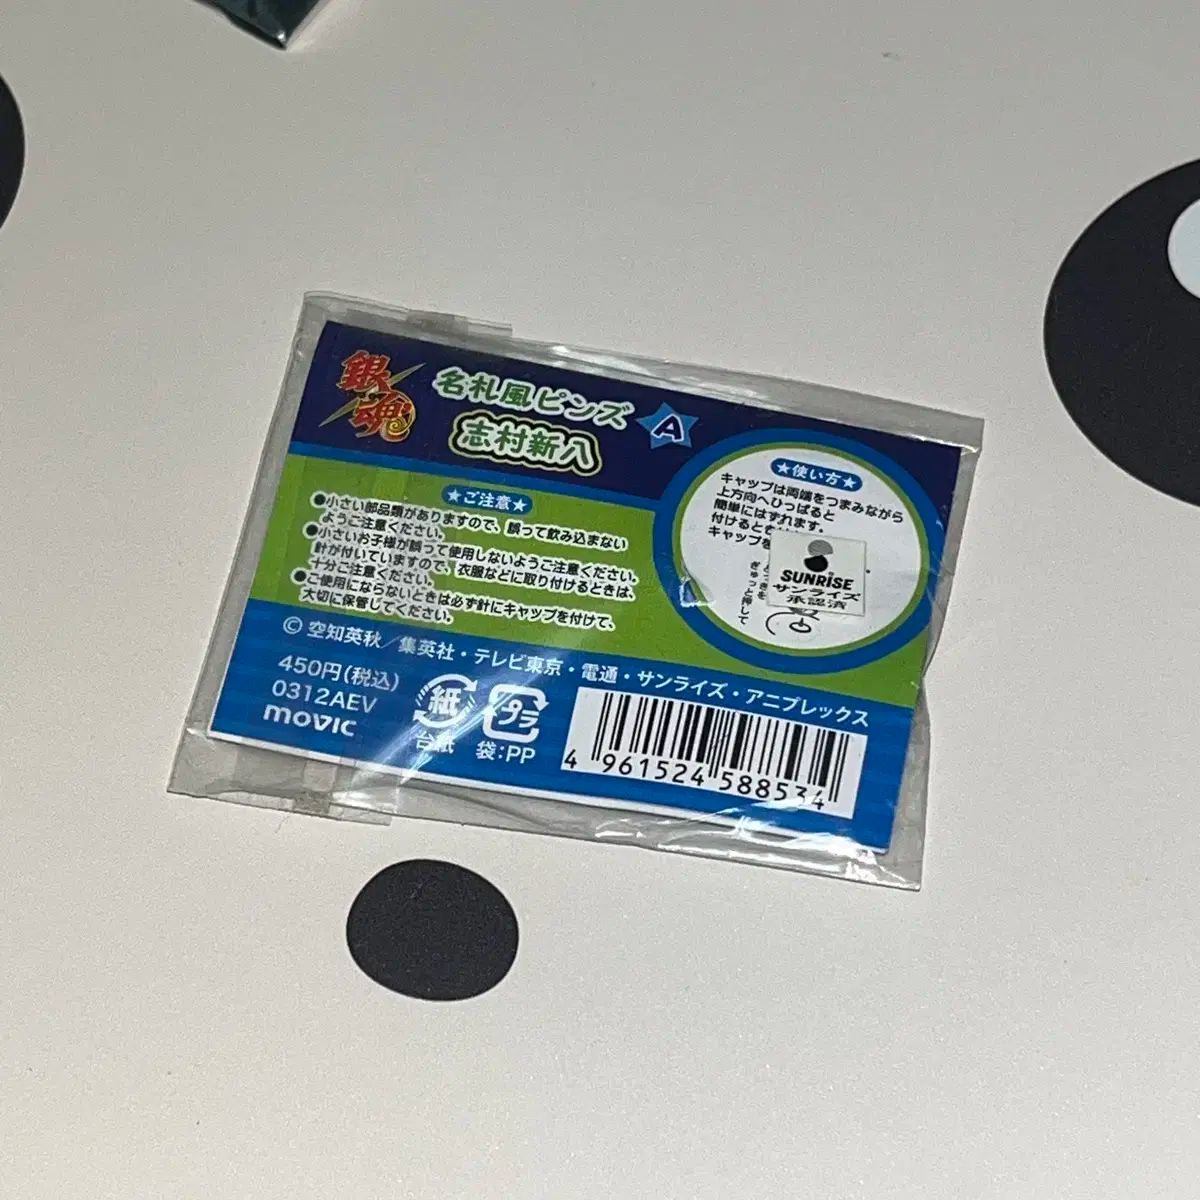 銀魂
名札風ピンズ A
志村新八
★ご注意★
●小さい部品類がありますので、誤って飲み込まない
ようご注意ください。
●小さいお子様が誤って使用しないようご注意ください。
針が付いていますので、衣服などに取り付けるときは、
十分ご注意ください。
●ご使用にならないときは必ず針にキャップを付けて、
大切に保管してください。
★使い方★
キャップは両端をつまみながら
上方向へひっぱると
簡単にはずれます。
付けるとき
キャップを
ぎゅっと押して
SUNRISE
サンライズ
承認済
© 空知英秋/集英社・テレビ東京・電通・サンライズ・アニプレックス
450円(税込)
0312AEV
movic
紙
台紙
プラ
袋:PP
4 961524 588534